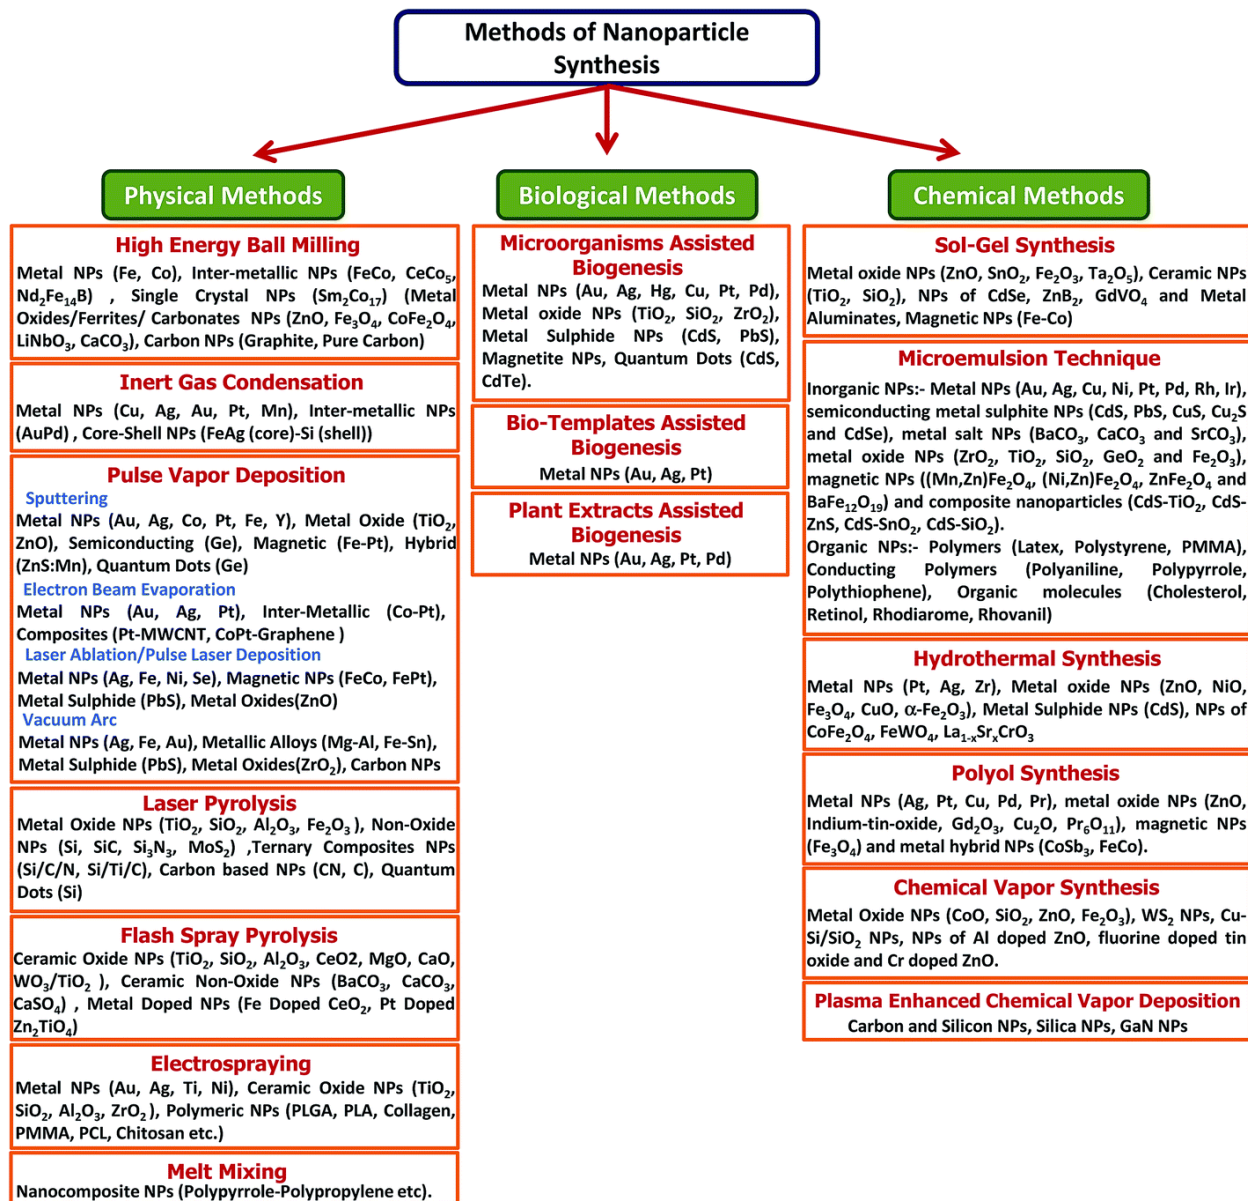 Methods of Nanoparticle
Synthesis
Physical Methods
High Energy Ball Milling
Metal NPs (Fe, Co), Inter-metallic NPs (FeCo, CeCo₅,
Nd₂Fe₁₄B) , Single Crystal NPs (Sm₂Co₁₇) (Metal
Oxides/Ferrites/ Carbonates NPs (ZnO, Fe₃O₄, CoFe₂O₄,
LiNbO₃, CaCO₃), Carbon NPs (Graphite, Pure Carbon)
Inert Gas Condensation
Metal NPs (Cu, Ag, Au, Pt, Mn), Inter-metallic NPs
(AuPd) , Core-Shell NPs (FeAg (core)-Si (shell))
Pulse Vapor Deposition
Sputtering
Metal NPs (Au, Ag, Co, Pt, Fe, Y), Metal Oxide (TiO₂,
ZnO), Semiconducting (Ge), Magnetic (Fe-Pt), Hybrid
(ZnS:Mn), Quantum Dots (Ge)
Electron Beam Evaporation
Metal NPs (Au, Ag, Pt), Inter-Metallic (Co-Pt),
Composites (Pt-MWCNT, CoPt-Graphene )
Laser Ablation/Pulse Laser Deposition
Metal NPs (Ag, Fe, Ni, Se), Magnetic NPs (FeCo, FePt),
Metal Sulphide (PbS), Metal Oxides(ZnO)
Vacuum Arc
Metal NPs (Ag, Fe, Au), Metallic Alloys (Mg-Al, Fe-Sn),
Metal Sulphide (PbS), Metal Oxides(ZrO₂), Carbon NPs
Laser Pyrolysis
Metal Oxide NPs (TiO₂, SiO₂, Al₂O₃, Fe₂O₃ ), Non-Oxide
NPs (Si, SiC, Si₃N₃, MoS₂) ,Ternary Composites NPs
(Si/C/N, Si/Ti/C), Carbon based NPs (CN, C), Quantum
Dots (Si)
Flash Spray Pyrolysis
Ceramic Oxide NPs (TiO₂, SiO₂, Al₂O₃, CeO2, MgO, CaO,
WO₃/TiO₂ ), Ceramic Non-Oxide NPs (BaCO₃, CaCO₃,
CaSO₄) , Metal Doped NPs (Fe Doped CeO₂, Pt Doped
Zn₂TiO₄)
Electrospraying
Metal NPs (Au, Ag, Ti, Ni), Ceramic Oxide NPs (TiO₂,
SiO₂, Al₂O₃, ZrO₂ ), Polymeric NPs (PLGA, PLA, Collagen,
PMMA, PCL, Chitosan etc.)
Melt Mixing
Nanocomposite NPs (Polypyrrole-Polypropylene etc).
Biological Methods
Microorganisms Assisted
Biogenesis
Metal NPs (Au, Ag, Hg, Cu, Pt, Pd),
Metal oxide NPs (TiO₂, SiO₂, ZrO₂),
Metal Sulphide NPs (CdS, PbS),
Magnetite NPs, Quantum Dots (CdS,
CdTe).
Bio-Templates Assisted
Biogenesis
Metal NPs (Au, Ag, Pt)
Plant Extracts Assisted
Biogenesis
Metal NPs (Au, Ag, Pt, Pd)
Chemical Methods
Sol-Gel Synthesis
Metal oxide NPs (ZnO, SnO₂, Fe₂O₃, Ta₂O₅), Ceramic NPs
(TiO₂, SiO₂), NPs of CdSe, ZnB₂, GdVO₄ and Metal
Aluminates, Magnetic NPs (Fe-Co)
Microemulsion Technique
Inorganic NPs:- Metal NPs (Au, Ag, Cu, Ni, Pt, Pd, Rh, Ir),
semiconducting metal sulphite NPs (CdS, PbS, CuS, Cu₂S
and CdSe), metal salt NPs (BaCO₃, CaCO₃ and SrCO₃),
metal oxide NPs (ZrO₂, TiO₂, SiO₂, GeO₂ and Fe₂O₃),
magnetic NPs ((Mn,Zn)Fe₂O₄, (Ni,Zn)Fe₂O₄, ZnFe₂O₄ and
BaFe₁₂O₁₉) and composite nanoparticles (CdS-TiO₂, CdS-
ZnS, CdS-SnO₂, CdS-SiO₂).
Organic NPs:- Polymers (Latex, Polystyrene, PMMA),
Conducting Polymers (Polyaniline, Polypyrrole,
Polythiophene), Organic molecules (Cholesterol,
Retinol, Rhodiarome, Rhovanil)
Hydrothermal Synthesis
Metal NPs (Pt, Ag, Zr), Metal oxide NPs (ZnO, NiO,
Fe₃O₄, CuO, α-Fe₂O₃), Metal Sulphide NPs (CdS), NPs of
CoFe₂O₄, FeWO₄, La₁₋ₓSrₓCrO₃
Polyol Synthesis
Metal NPs (Ag, Pt, Cu, Pd, Pr), metal oxide NPs (ZnO,
Indium-tin-oxide, Gd₂O₃, Cu₂O, Pr₆O₁₁), magnetic NPs
(Fe₃O₄) and metal hybrid NPs (CoSb₃, FeCo).
Chemical Vapor Synthesis
Metal Oxide NPs (CoO, SiO₂, ZnO, Fe₂O₃), WS₂ NPs, Cu-
Si/SiO₂ NPs, NPs of Al doped ZnO, fluorine doped tin
oxide and Cr doped ZnO.
Plasma Enhanced Chemical Vapor Deposition
Carbon and Silicon NPs, Silica NPs, GaN NPs